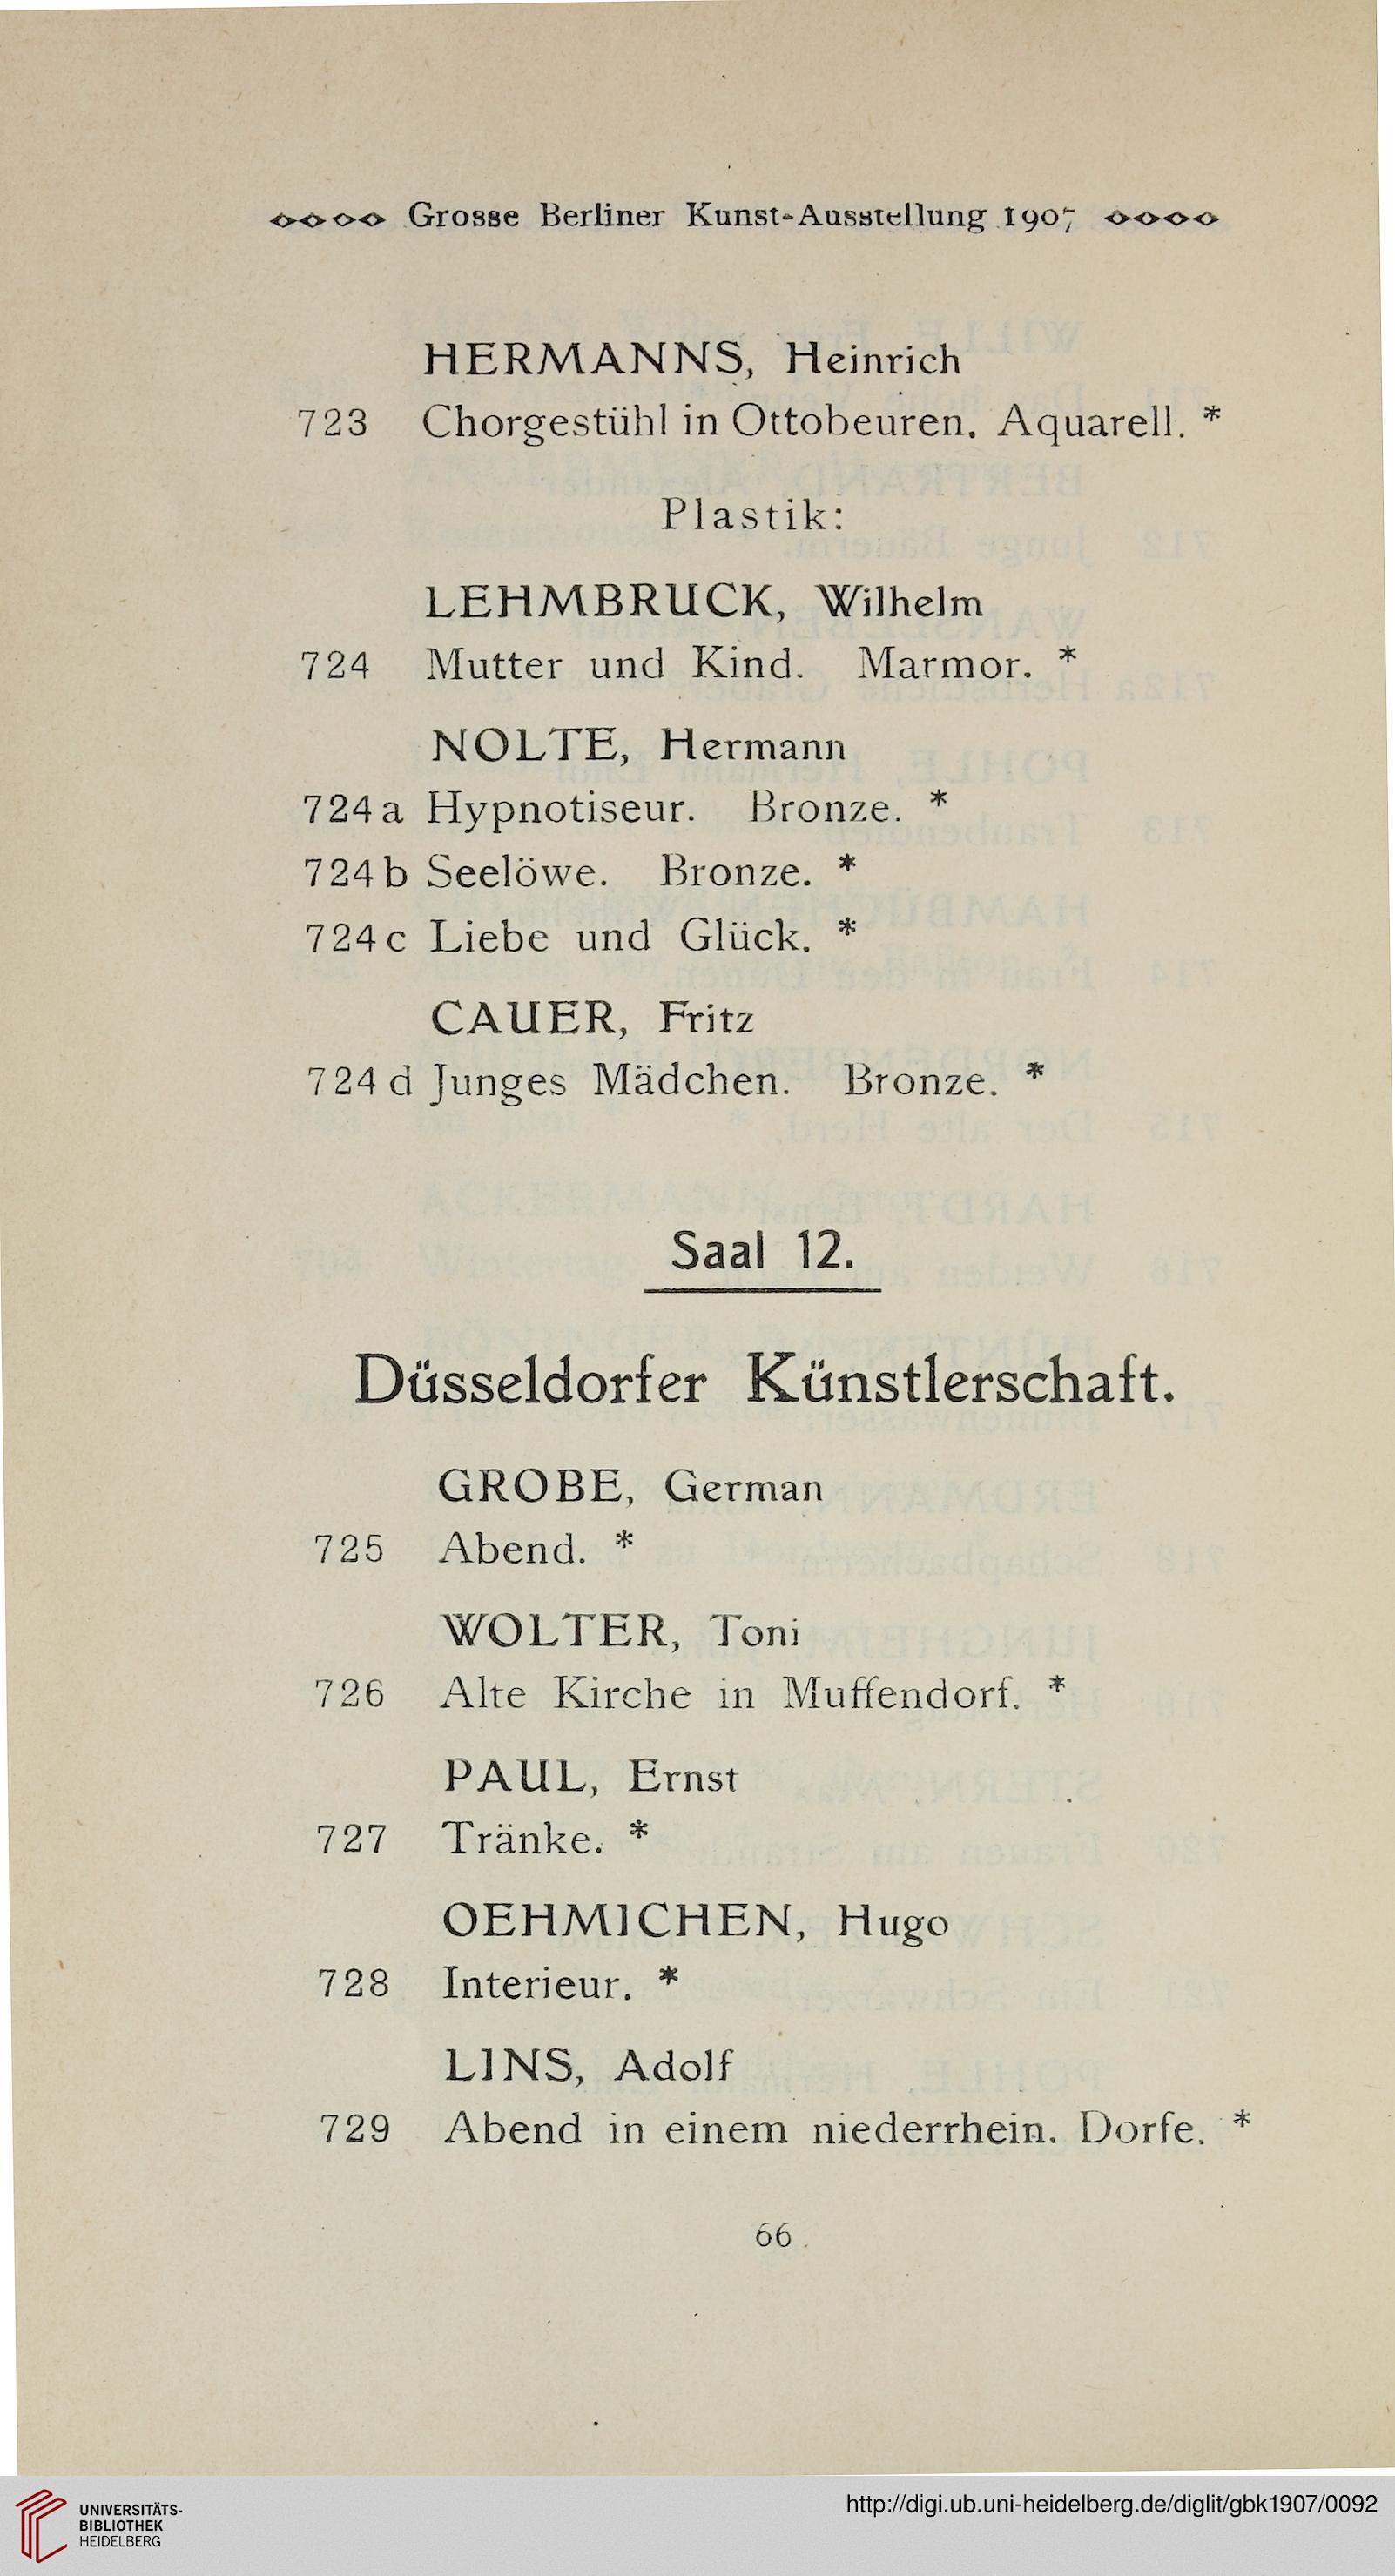 Grosse Berliner Kunst-Ausstellung 1907
HERMANNS, Heinrich
723 Chorgestühl in Ottobeuren. Aquarell. *
Plastik:
LEHMBRUCK, Wilhelm
724 Mutter und Kind. Marmor. *
NOLTE, Hermann
724a Hypnotiseur. Bronze. *
724b Seelöwe. Bronze. *
724c Liebe und Glück. *
CAUER, Fritz
724d Junges Mädchen. Bronze. *
Saal 12.
Düsseldorfer Künstlerschaft.
GROBE, German
725 Abend. *
WOLTER, Toni
726 Alte Kirche in Muffendorf. *
PAUL, Ernst
727 Tränke. *
OEHMICHEN, Hugo
728 Interieur. *
LINS, Adolf
729 Abend in einem niederrhein. Dorfe. *
66
UNIVERSITÄTS-
BIBLIOTHEK
HEIDELBERG
http://digi.ub.uni-heidelberg.de/diglit/gbk1907/0092